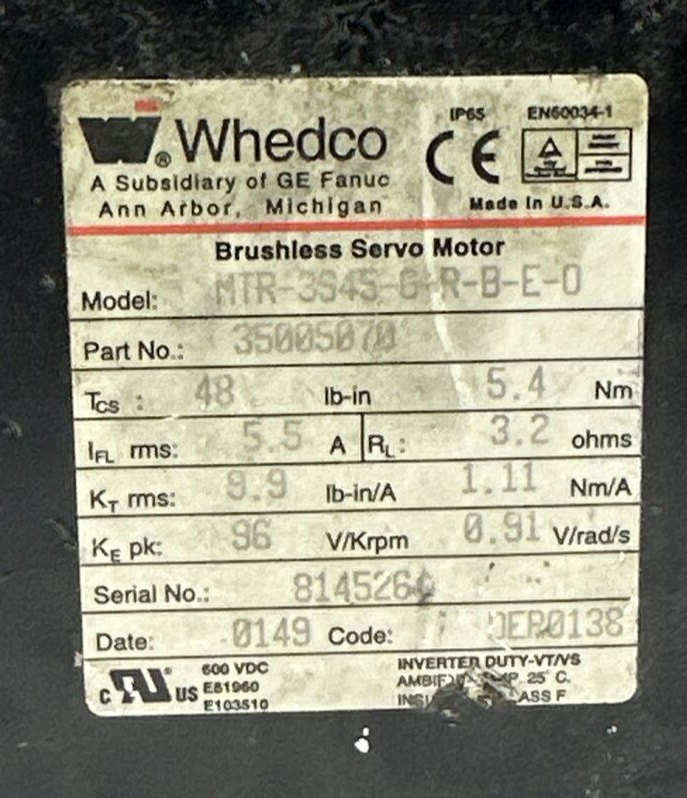 IP65 EN60034-1
W ® Whedco CE
A Subsidiary of GE Fanuc
Ann Arbor, Michigan
Made in U.S.A.
Brushless Servo Motor
Model: MTR-3S45-G-R-B-E-0
Part No.: 35005070
TCS : 48 lb-in 5.4 Nm
IFL rms: 5.5 A RL: 3.2 ohms
KT rms: 9.9 lb-in/A 1.11 Nm/A
KE pk: 96 V/Krpm 0.91 V/rad/s
Serial No.: 8145264
Date: 0149 Code: DER0138
c RU ® US 600 VDC INVERTER DUTY-VT/VS
E61960 25° C.
E103510 F